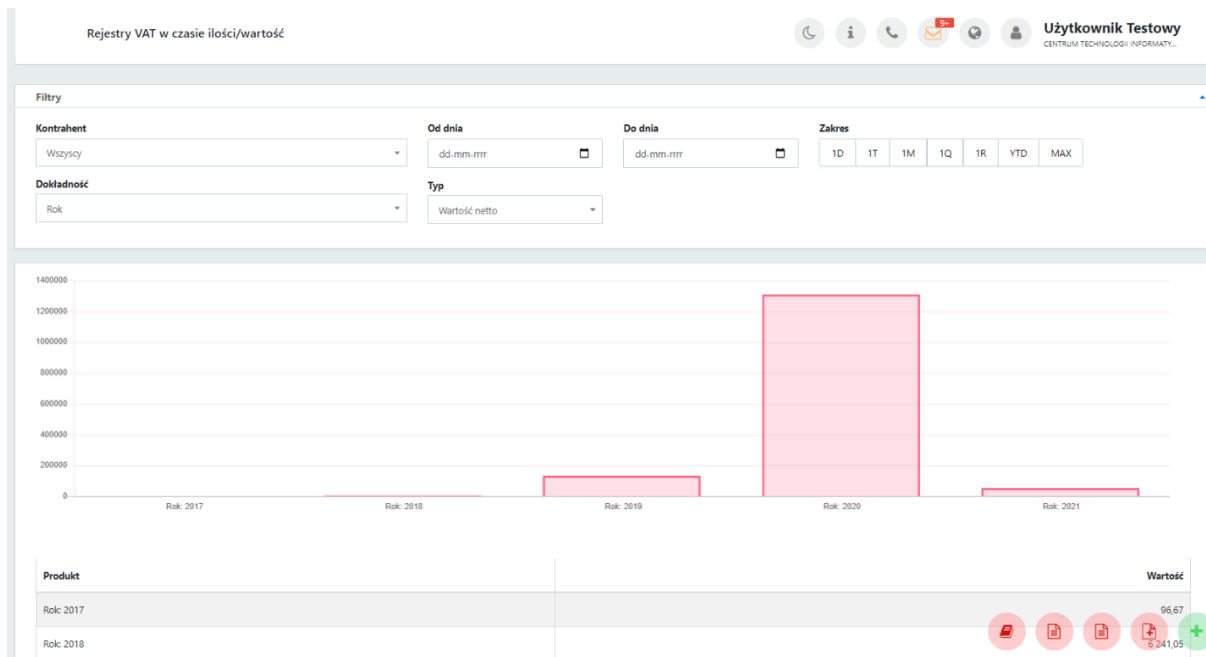 Rejestry VAT w czasie ilości/wartość
9+
Użytkownik Testowy
CENTRUM TECHNOLOGII INFORMATY...
Filtry
Kontrahent
Od dnia
Do dnia
Zakres
Wszyscy
dd-mm-rrrr
dd-mm-rrrr
1D 1T 1M 1Q 1R YTD MAX
Dokładność
Typ
Rok
Wartość netto
1400000
1200000
1000000
800000
600000
400000
200000
0
Rok: 2017 Rok: 2018 Rok: 2019 Rok: 2020 Rok: 2021
Produkt Wartość
Rok: 2017 96,67
Rok: 2018 6 241,05